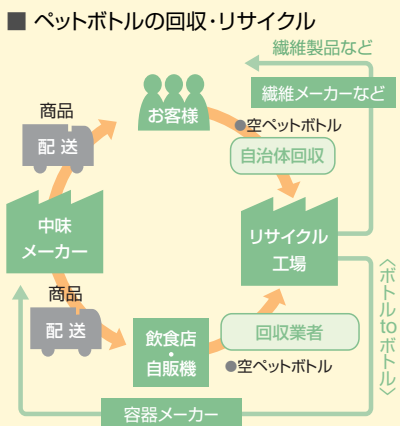 ■ ペットボトルの回収・リサイクル
繊維製品など
繊維メーカーなど
お客様
商品
配 送
●空ペットボトル
自治体回収
中味
メーカー
リサイクル
工場
商品
配 送
飲食店
・
自販機
回収業者
●空ペットボトル
〈ボトルtoボトル〉
容器メーカー